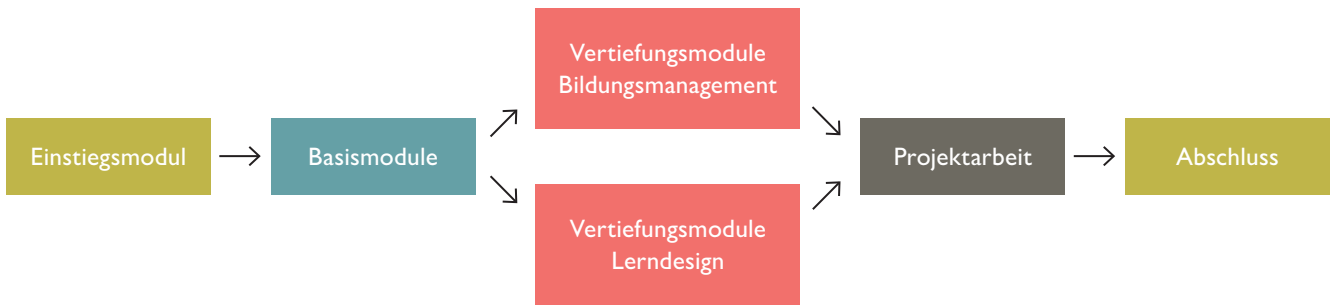 Einstiegsmodul
Basismodule
Vertiefungsmodule
Bildungsmanagement
Vertiefungsmodule
Lerndesign
Projektarbeit
Abschluss